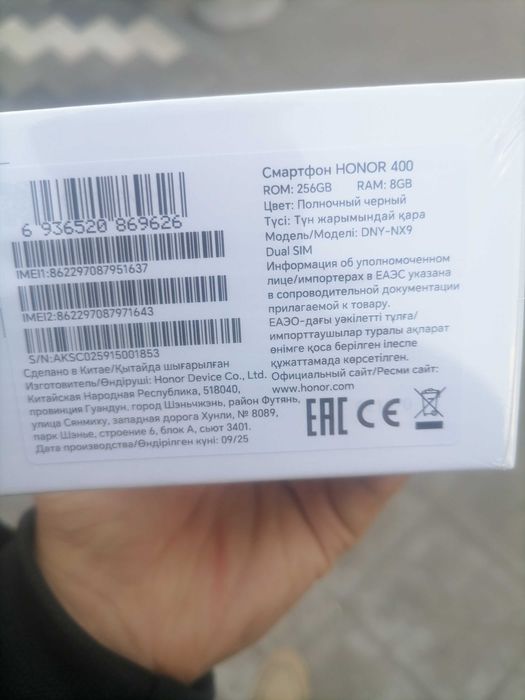 6 936520 869626
IMEI1:862297087951637
IMEI2:862297087971643
S/N:AKSC025915001853
Сделано в Китае/Қытайда шығарылған
Изготовитель/Өндіруші: Honor Device Co., Ltd.
Китайская Народная Республика, 518040,
провинция Гуандун, город Шэньчжэнь, район Футянь,
улица Сянмиху, западная дорога Хунли, № 8089,
парк Шэнье, строение 6, блок А, сьют 3401.
Дата производства/Өндірілген күні: 09/25
Смартфон HONOR 400
ROM: 256GB RAM: 8GB
Цвет: Полночный черный
Түсі: Түн жарымындай қара
Модель/Моделі: DNY-NX9
Dual SIM
Информация об уполномоченном
лице/импортерах в ЕАЭС указана
в сопроводительной документации
прилагаемой к товару.
ЕАЭО-дағы уәкілетті тұлға/
импорттаушылар туралы ақпарат
өнімге қоса берілген ілеспе
құжаттамада көрсетілген.
Официальный сайт/Ресми сайт:
www.honor.com
EAC CE